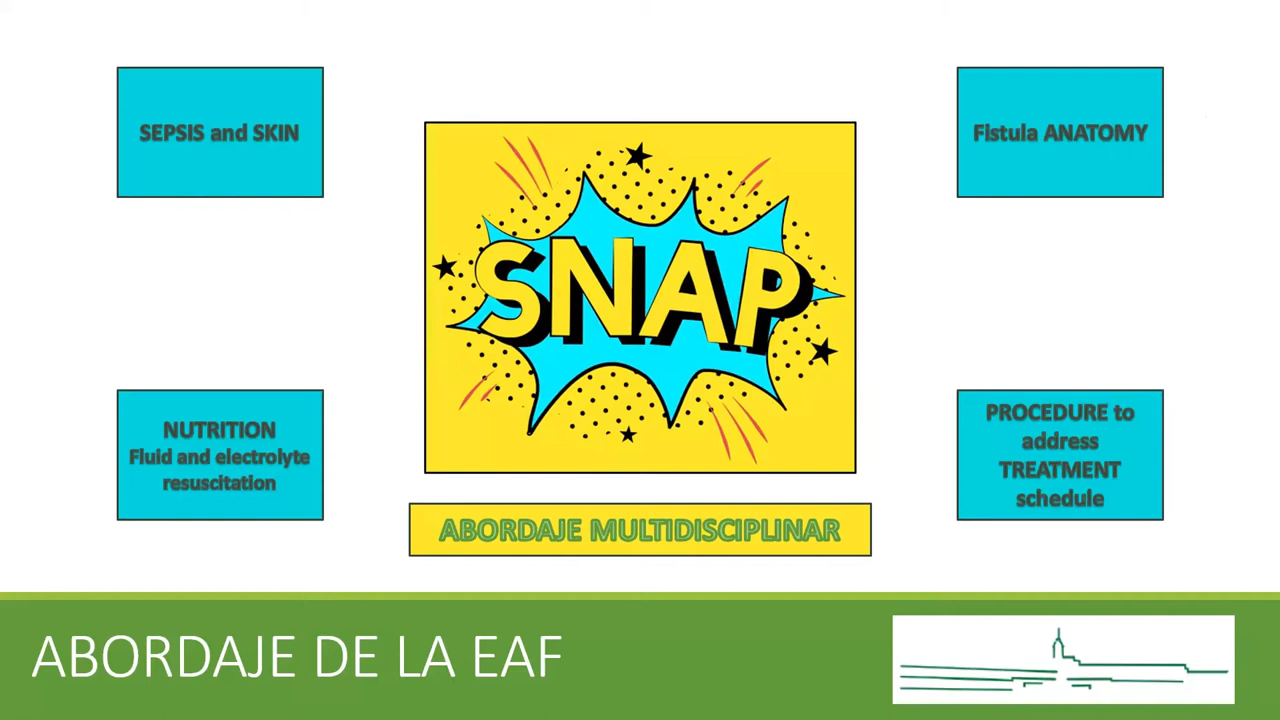 SEPSIS and SKIN
Fistula ANATOMY
SNAP
NUTRITION
Fluid and electrolyte
resuscitation
PROCEDURE to
address
TREATMENT
schedule
ABORDAJE MULTIDISCIPLINAR
ABORDAJE DE LA EAF